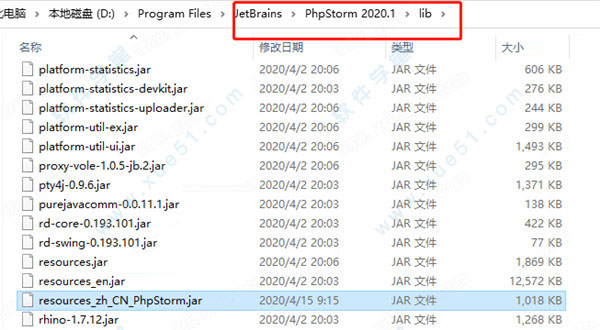 此电脑 › 本地磁盘 (D:) › Program Files › JetBrains › PhpStorm 2020.1 › lib ›
名称 修改日期 类型 大小
platform-statistics.jar 2020/4/2 20:06 JAR 文件 606 KB
platform-statistics-devkit.jar 2020/4/2 20:03 JAR 文件 276 KB
platform-statistics-uploader.jar 2020/4/2 20:06 JAR 文件 244 KB
platform-util-ex.jar 2020/4/2 20:03 JAR 文件 299 KB
platform-util-ui.jar 2020/4/2 20:06 JAR 文件 1,493 KB
proxy-vole-1.0.5-jb.2.jar 2020/4/2 20:06 JAR 文件 295 KB
pty4j-0.9.6.jar 2020/4/2 20:03 JAR 文件 1,371 KB
purejavacomm-0.0.11.1.jar 2020/4/2 20:03 JAR 文件 138 KB
rd-core-0.193.101.jar 2020/4/2 20:03 JAR 文件 422 KB
rd-swing-0.193.101.jar 2020/4/2 20:03 JAR 文件 77 KB
resources.jar 2020/4/2 20:06 JAR 文件 1,869 KB
resources_en.jar 2020/4/2 20:03 JAR 文件 12,572 KB
resources_zh_CN_PhpStorm.jar 2020/4/15 9:15 JAR 文件 1,018 KB
rhino-1.7.12.jar 2020/4/2 20:03 JAR 文件 1,268 KB
软件学堂
www.xue51.com